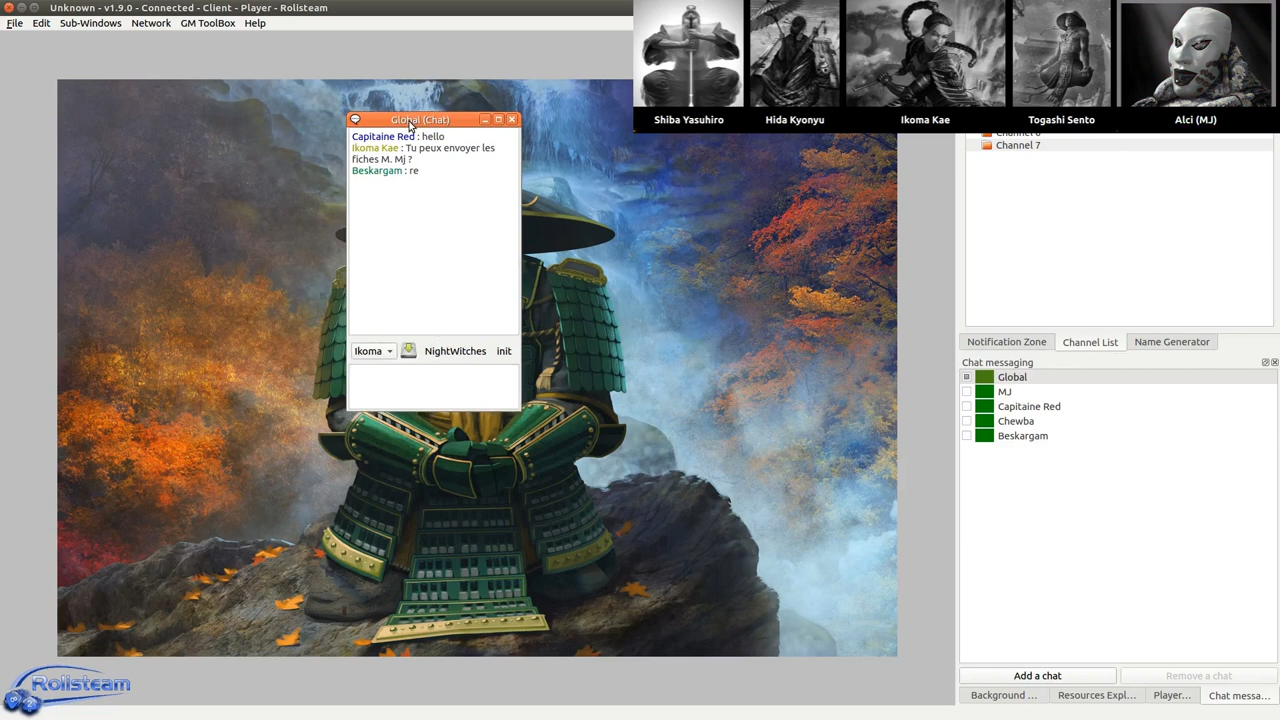 Unknown - v1.9.0 - Connected - Client - Player - Rollisteam
File Edit Sub-Windows Network GM ToolBox Help
Shiba Yasuhiro
Hida Kyonyu
Ikoma Kae
Togashi Sento
Alci (MJ)
Channel 7
Global (Chat)
Capitaine Red : hello
Ikoma Kae : Tu peux envoyer les
fiches M. Mj ?
Beskargam : re
Ikoma
NightWitches
init
Notification Zone
Channel List
Name Generator
Chat messaging
Global
MJ
Capitaine Red
Chewba
Beskargam
Add a chat
Remove a chat
Background ...
Resources Expl...
Player...
Chat messa...
Rolisteam